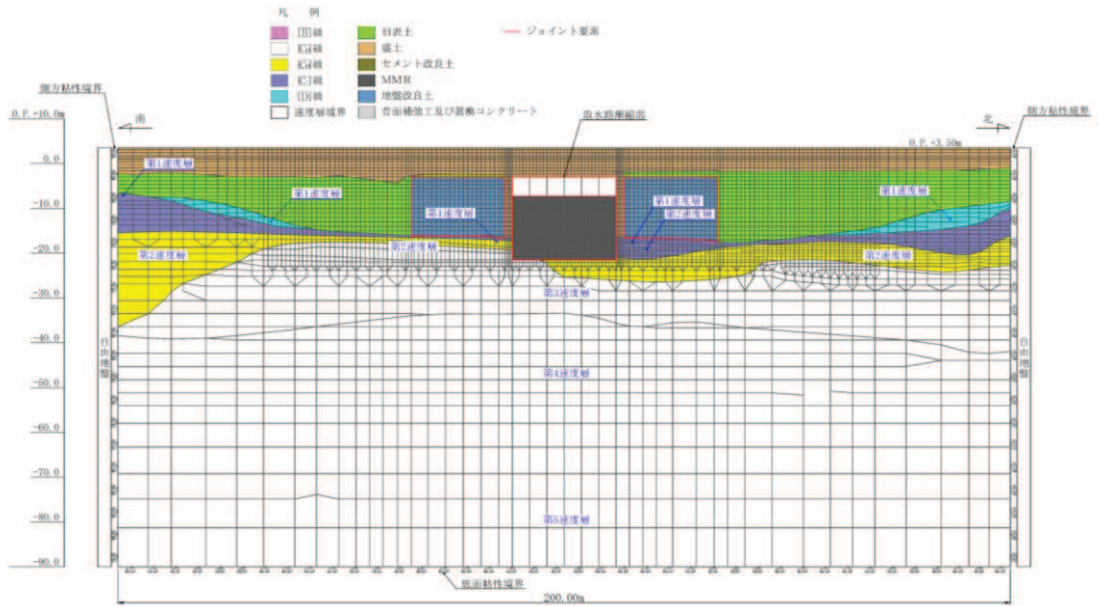 凡　例
級
旧表土
ジョイント要素
級
盛土
級
セメント改良土
級
MMR
級
地盤改良土
速度層境界
背面補強工及び置換コンクリート
側方粘性境界
側方粘性境界
取水路漸縮部
O.P.+10.0m
南
北
O.P.+3.50m
0.0
-10.0
-20.0
-30.0
-40.0
-50.0
-60.0
-70.0
-80.0
-90.0
第1速度層
第1速度層
第1速度層
第1速度層
第1速度層
第2速度層
第2速度層
第2速度層
第2速度層
第3速度層
第4速度層
第5速度層
自由地盤
自由地盤
底面粘性境界
200.00m